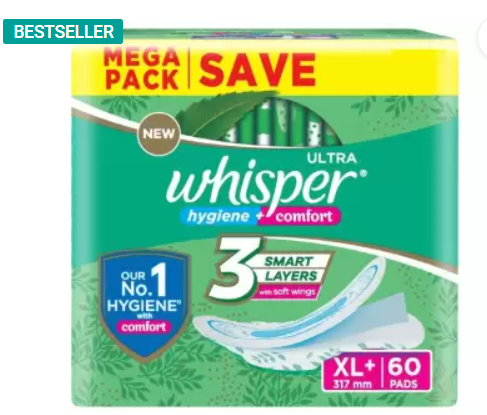 BESTSELLER
MEGA
PACK
SAVE
NEW
ULTRA
whisper®
hygiene + comfort
3
SMART
LAYERS
with soft wings
OUR
No.1
HYGIENE*
with
comfort
XL+
317 mm
60
PADS